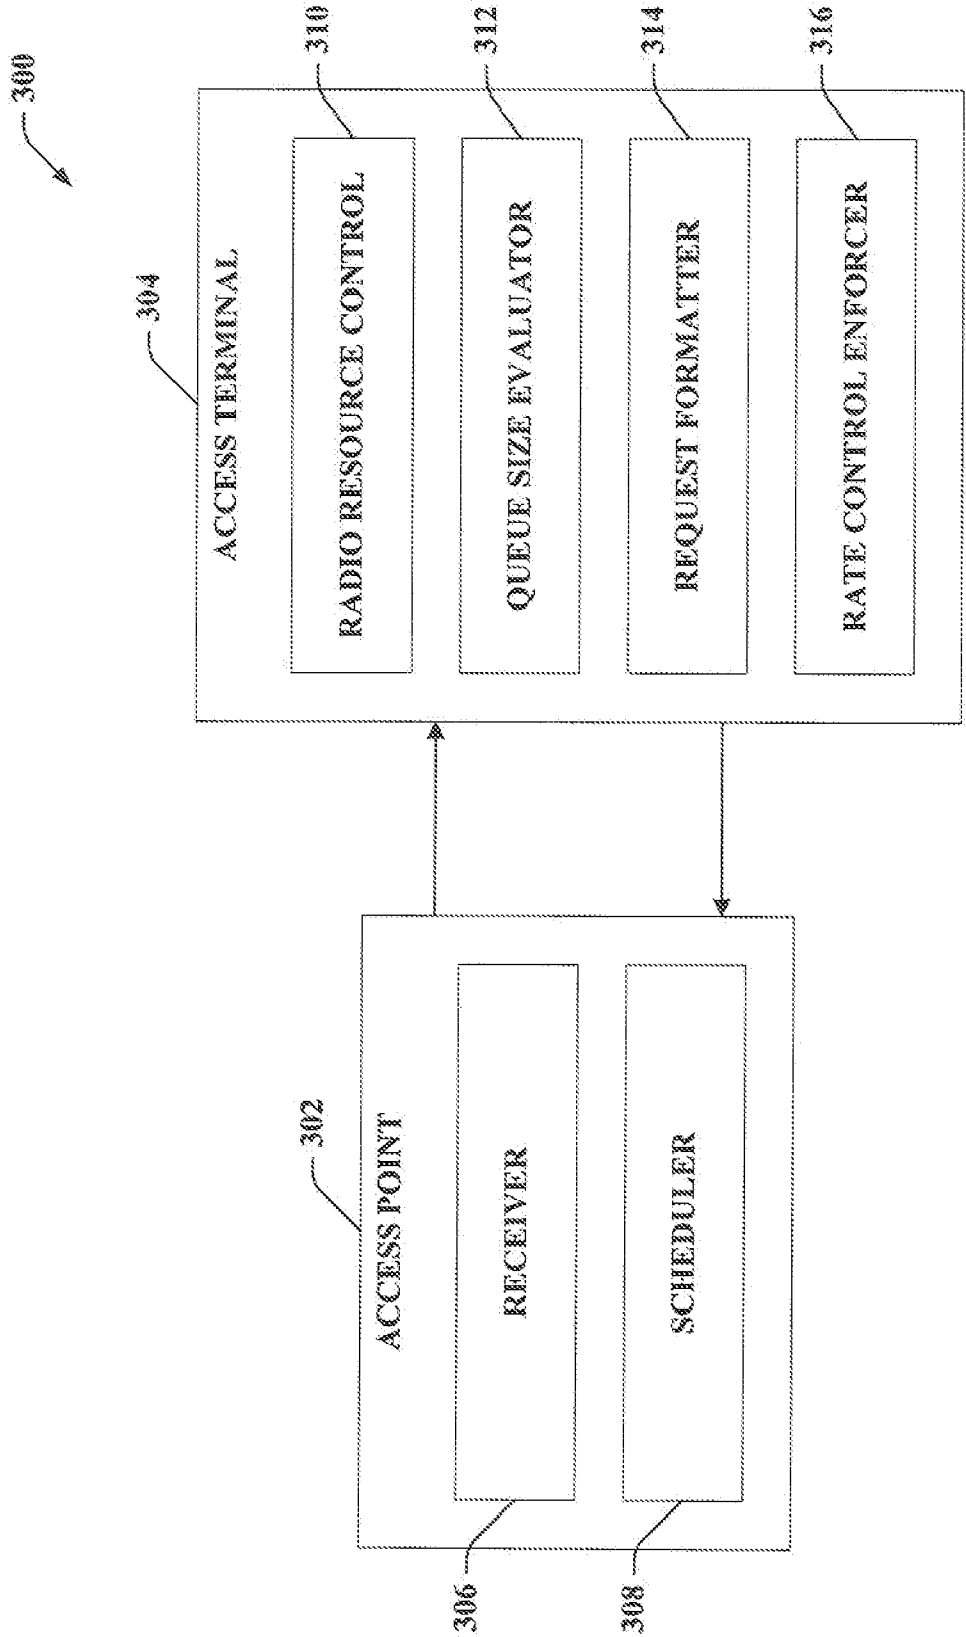 300
302
ACCESS POINT
306
RECEIVER
308
SCHEDULER
304
ACCESS TERMINAL
RADIO RESOURCE CONTROL
310
QUEUE SIZE EVALUATOR
312
REQUEST FORMATTER
314
RATE CONTROL ENFORCER
316